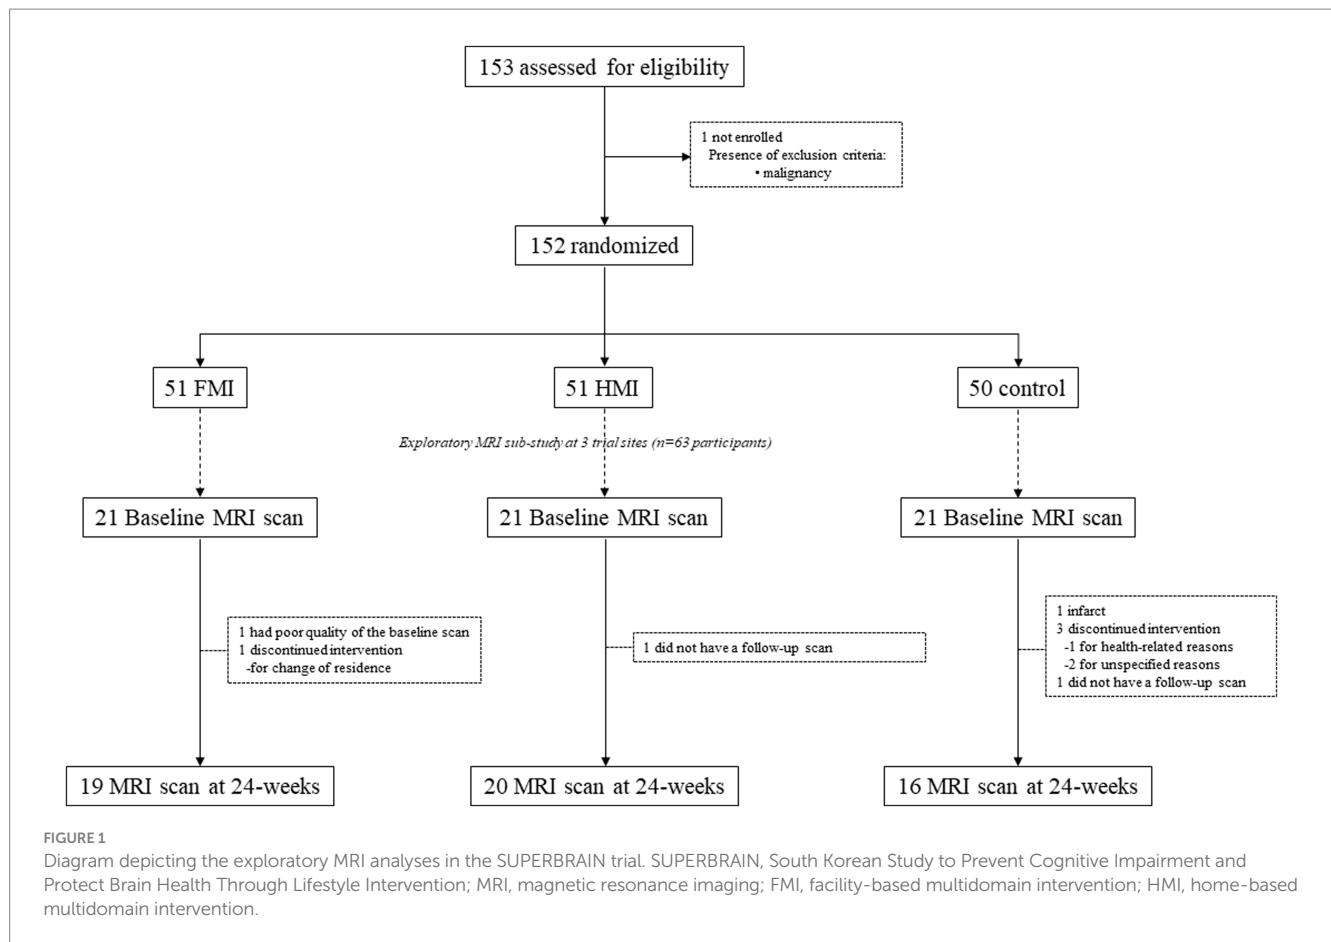 153 assessed for eligibility
1 not enrolled
Presence of exclusion criteria:
• malignancy
152 randomized
51 FMI
51 HMI
50 control
Exploratory MRI sub-study at 3 trial sites (n=63 participants)
21 Baseline MRI scan
21 Baseline MRI scan
21 Baseline MRI scan
1 had poor quality of the baseline scan
1 discontinued intervention
-for change of residence
1 did not have a follow-up scan
1 infarct
3 discontinued intervention
-1 for health-related reasons
-2 for unspecified reasons
1 did not have a follow-up scan
19 MRI scan at 24-weeks
20 MRI scan at 24-weeks
16 MRI scan at 24-weeks
FIGURE 1
Diagram depicting the exploratory MRI analyses in the SUPERBRAIN trial. SUPERBRAIN, South Korean Study to Prevent Cognitive Impairment and
Protect Brain Health Through Lifestyle Intervention; MRI, magnetic resonance imaging; FMI, facility-based multidomain intervention; HMI, home-based
multidomain intervention.